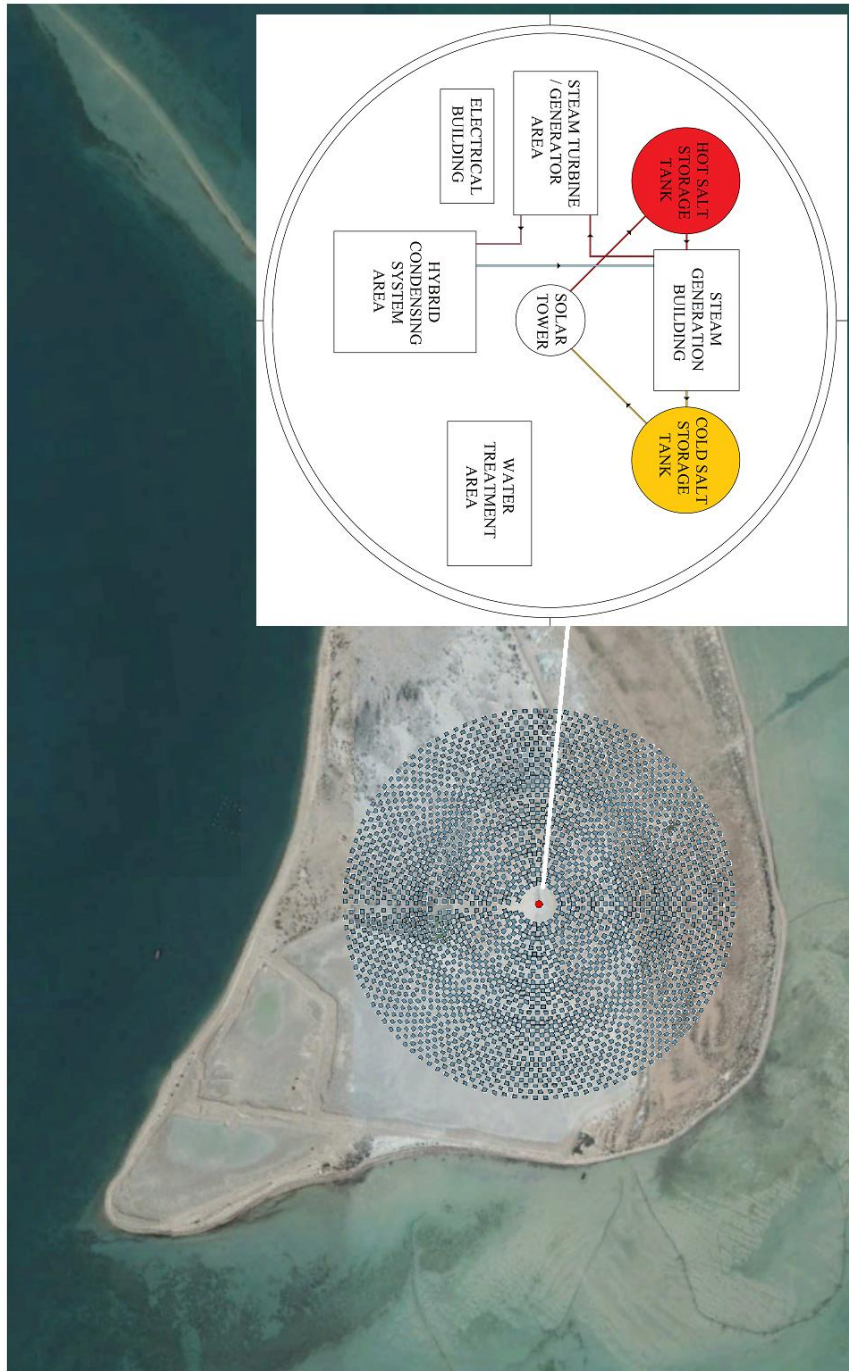 HOT SALT
STORAGE
TANK
STEAM TURBINE
/ GENERATOR
AREA
ELECTRICAL
BUILDING
STEAM
GENERATION
BUILDING
SOLAR
TOWER
HYBRID
CONDENSING
SYSTEM
AREA
COLD SALT
STORAGE
TANK
WATER
TREATMENT
AREA